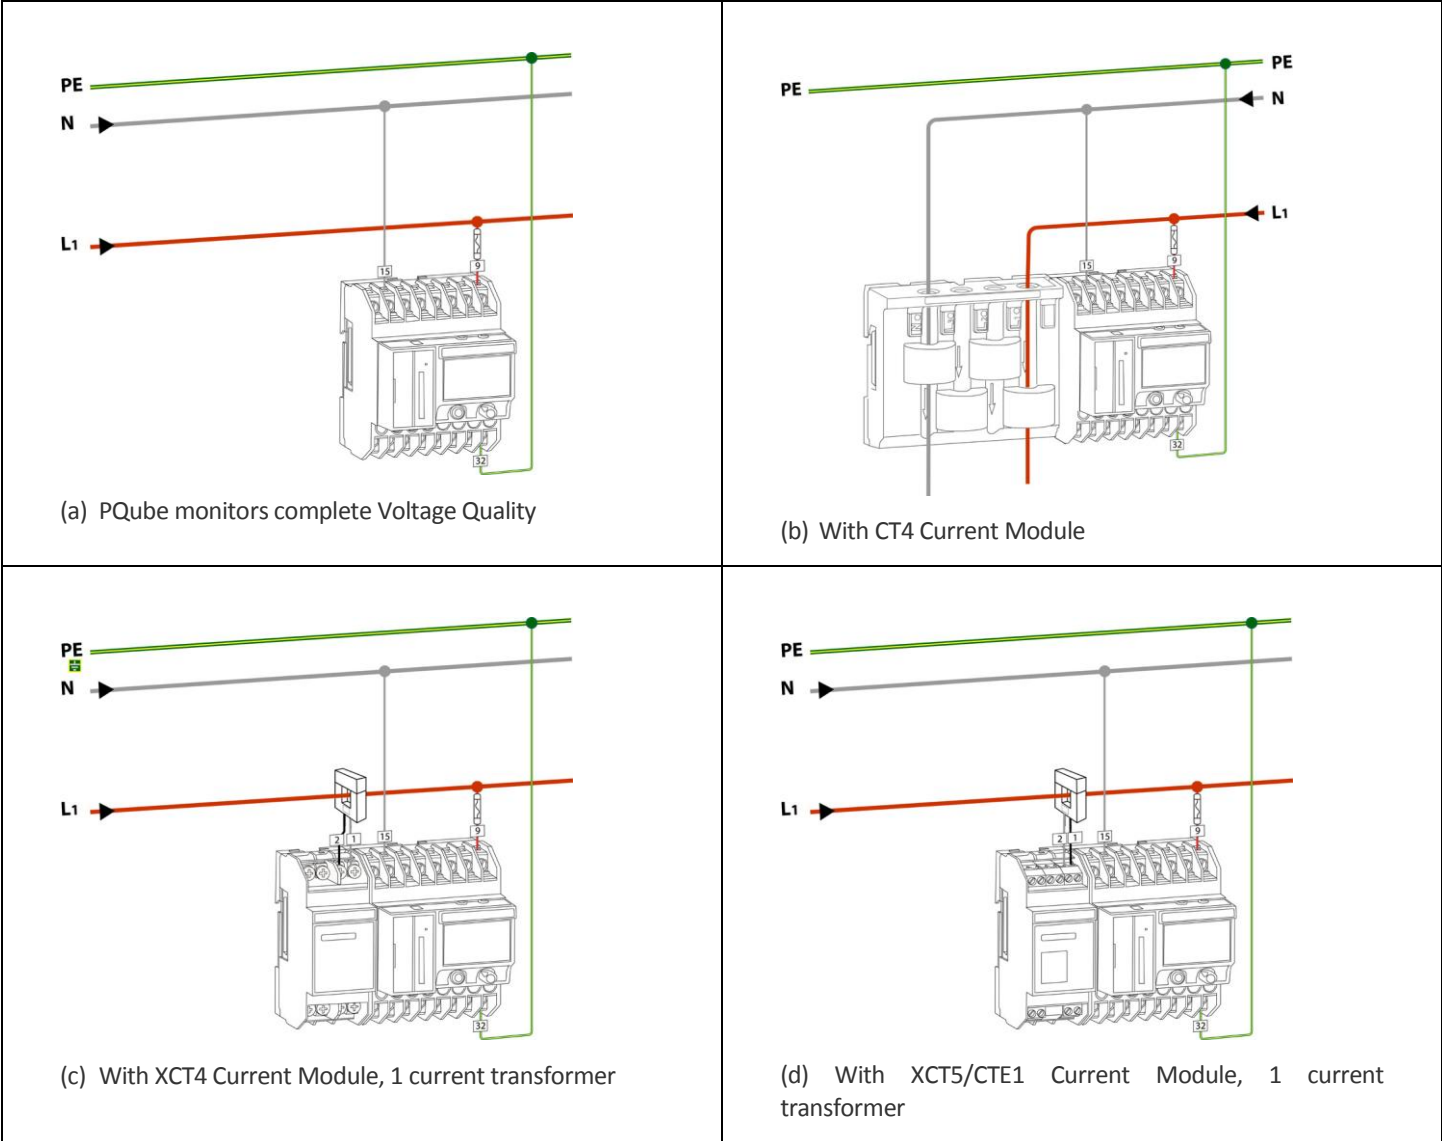 PE
N
L1
15
9
32
(a) PQube monitors complete Voltage Quality
PE
PE
N
L1
15
9
32
(b) With CT4 Current Module
PE
N
L1
2
1
15
9
32
(c) With XCT4 Current Module, 1 current transformer
PE
N
L1
2
1
15
9
32
(d) With XCT5/CTE1 Current Module, 1 current
transformer